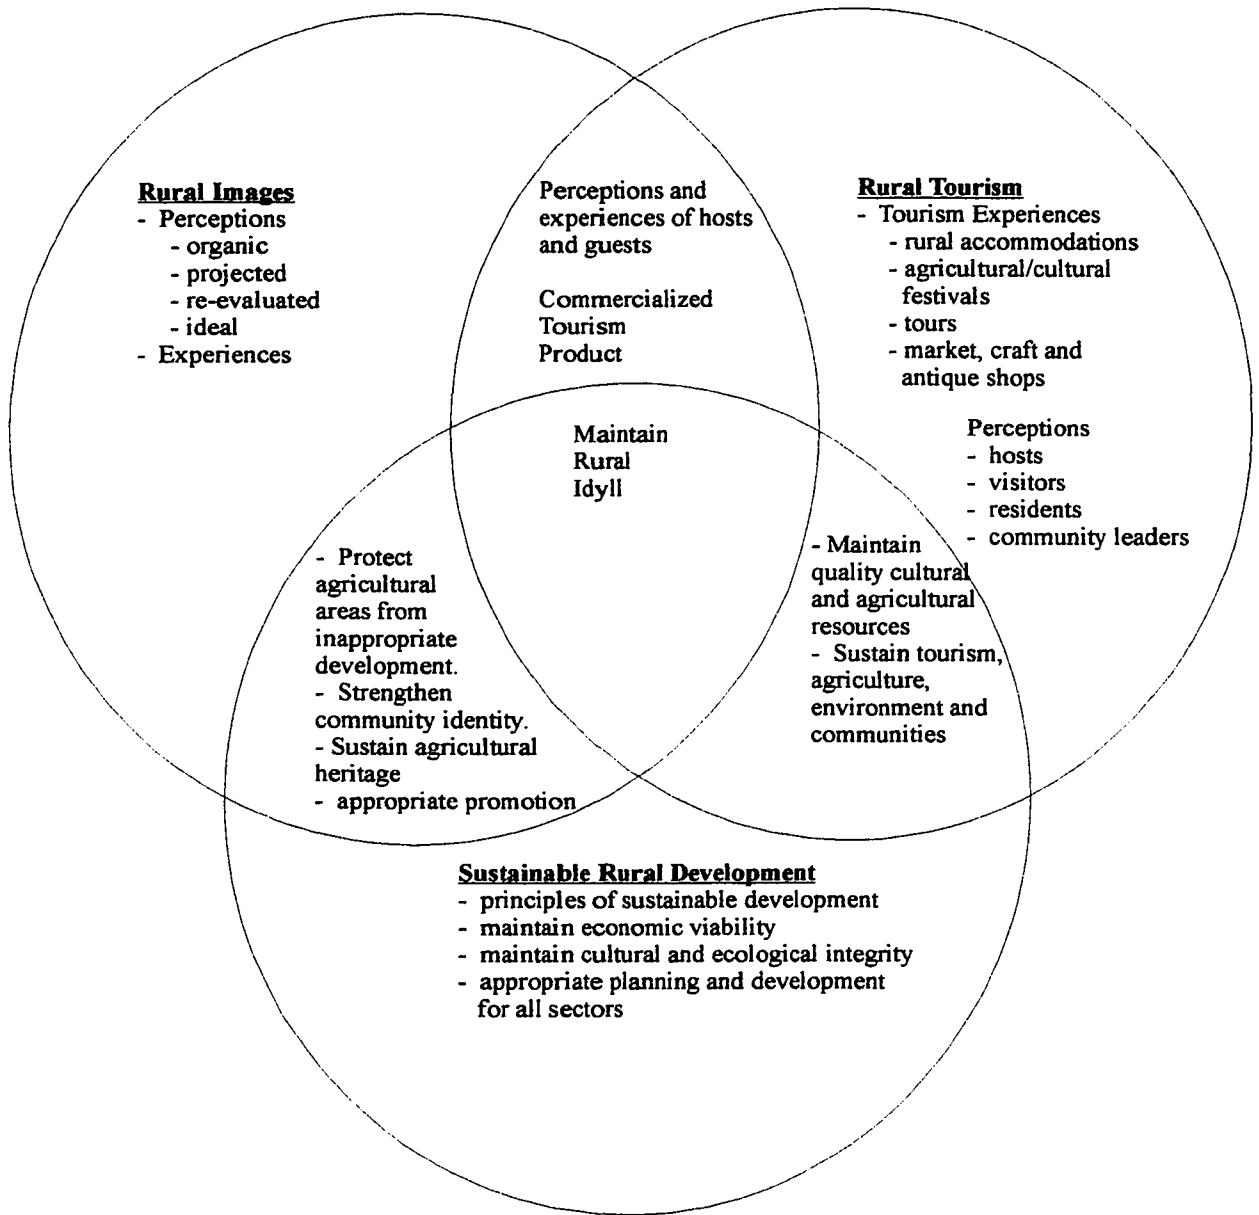 Rural Images
- Perceptions
- organic
- projected
- re-evaluated
- ideal
- Experiences
Perceptions and
experiences of hosts
and guests
Commercialized
Tourism
Product
Rural Tourism
- Tourism Experiences
- rural accommodations
- agricultural/cultural
festivals
- tours
- market, craft and
antique shops
Perceptions
- hosts
- visitors
- residents
- community leaders
Maintain
Rural
Idyll
- Protect
agricultural
areas from
inappropriate
development.
- Strengthen
community identity.
- Sustain agricultural
heritage
- appropriate promotion
- Maintain
quality cultural
and agricultural
resources
- Sustain tourism,
agriculture,
environment and
communities
Sustainable Rural Development
- principles of sustainable development
- maintain economic viability
- maintain cultural and ecological integrity
- appropriate planning and development
for all sectors